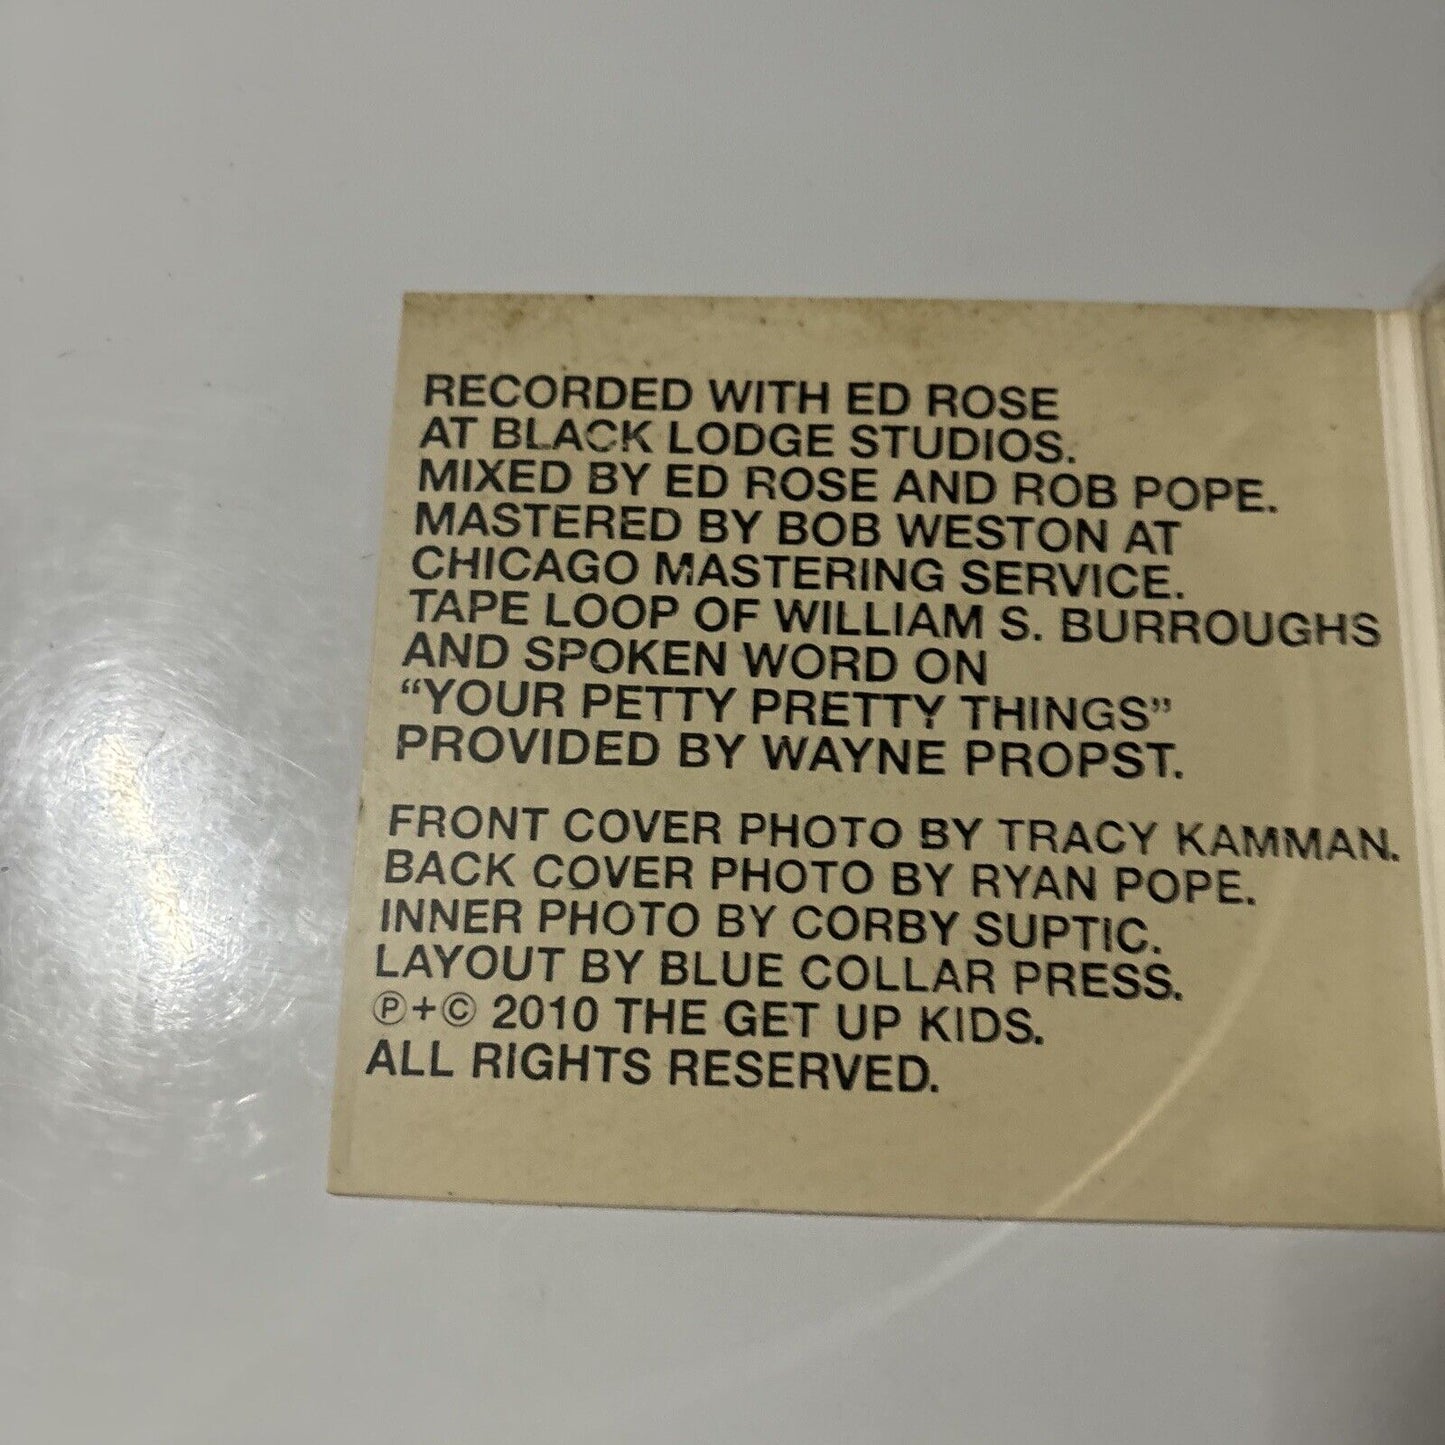 RECORDED WITH ED ROSE
AT BLACK LODGE STUDIOS.
MIXED BY ED ROSE AND ROB POPE.
MASTERED BY BOB WESTON AT
CHICAGO MASTERING SERVICE.
TAPE LOOP OF WILLIAM S. BURROUGHS
AND SPOKEN WORD ON
“YOUR PETTY PRETTY THINGS”
PROVIDED BY WAYNE PROPST.
FRONT COVER PHOTO BY TRACY KAMMAN.
BACK COVER PHOTO BY RYAN POPE.
INNER PHOTO BY CORBY SUPTIC.
LAYOUT BY BLUE COLLAR PRESS.
℗+© 2010 THE GET UP KIDS.
ALL RIGHTS RESERVED.